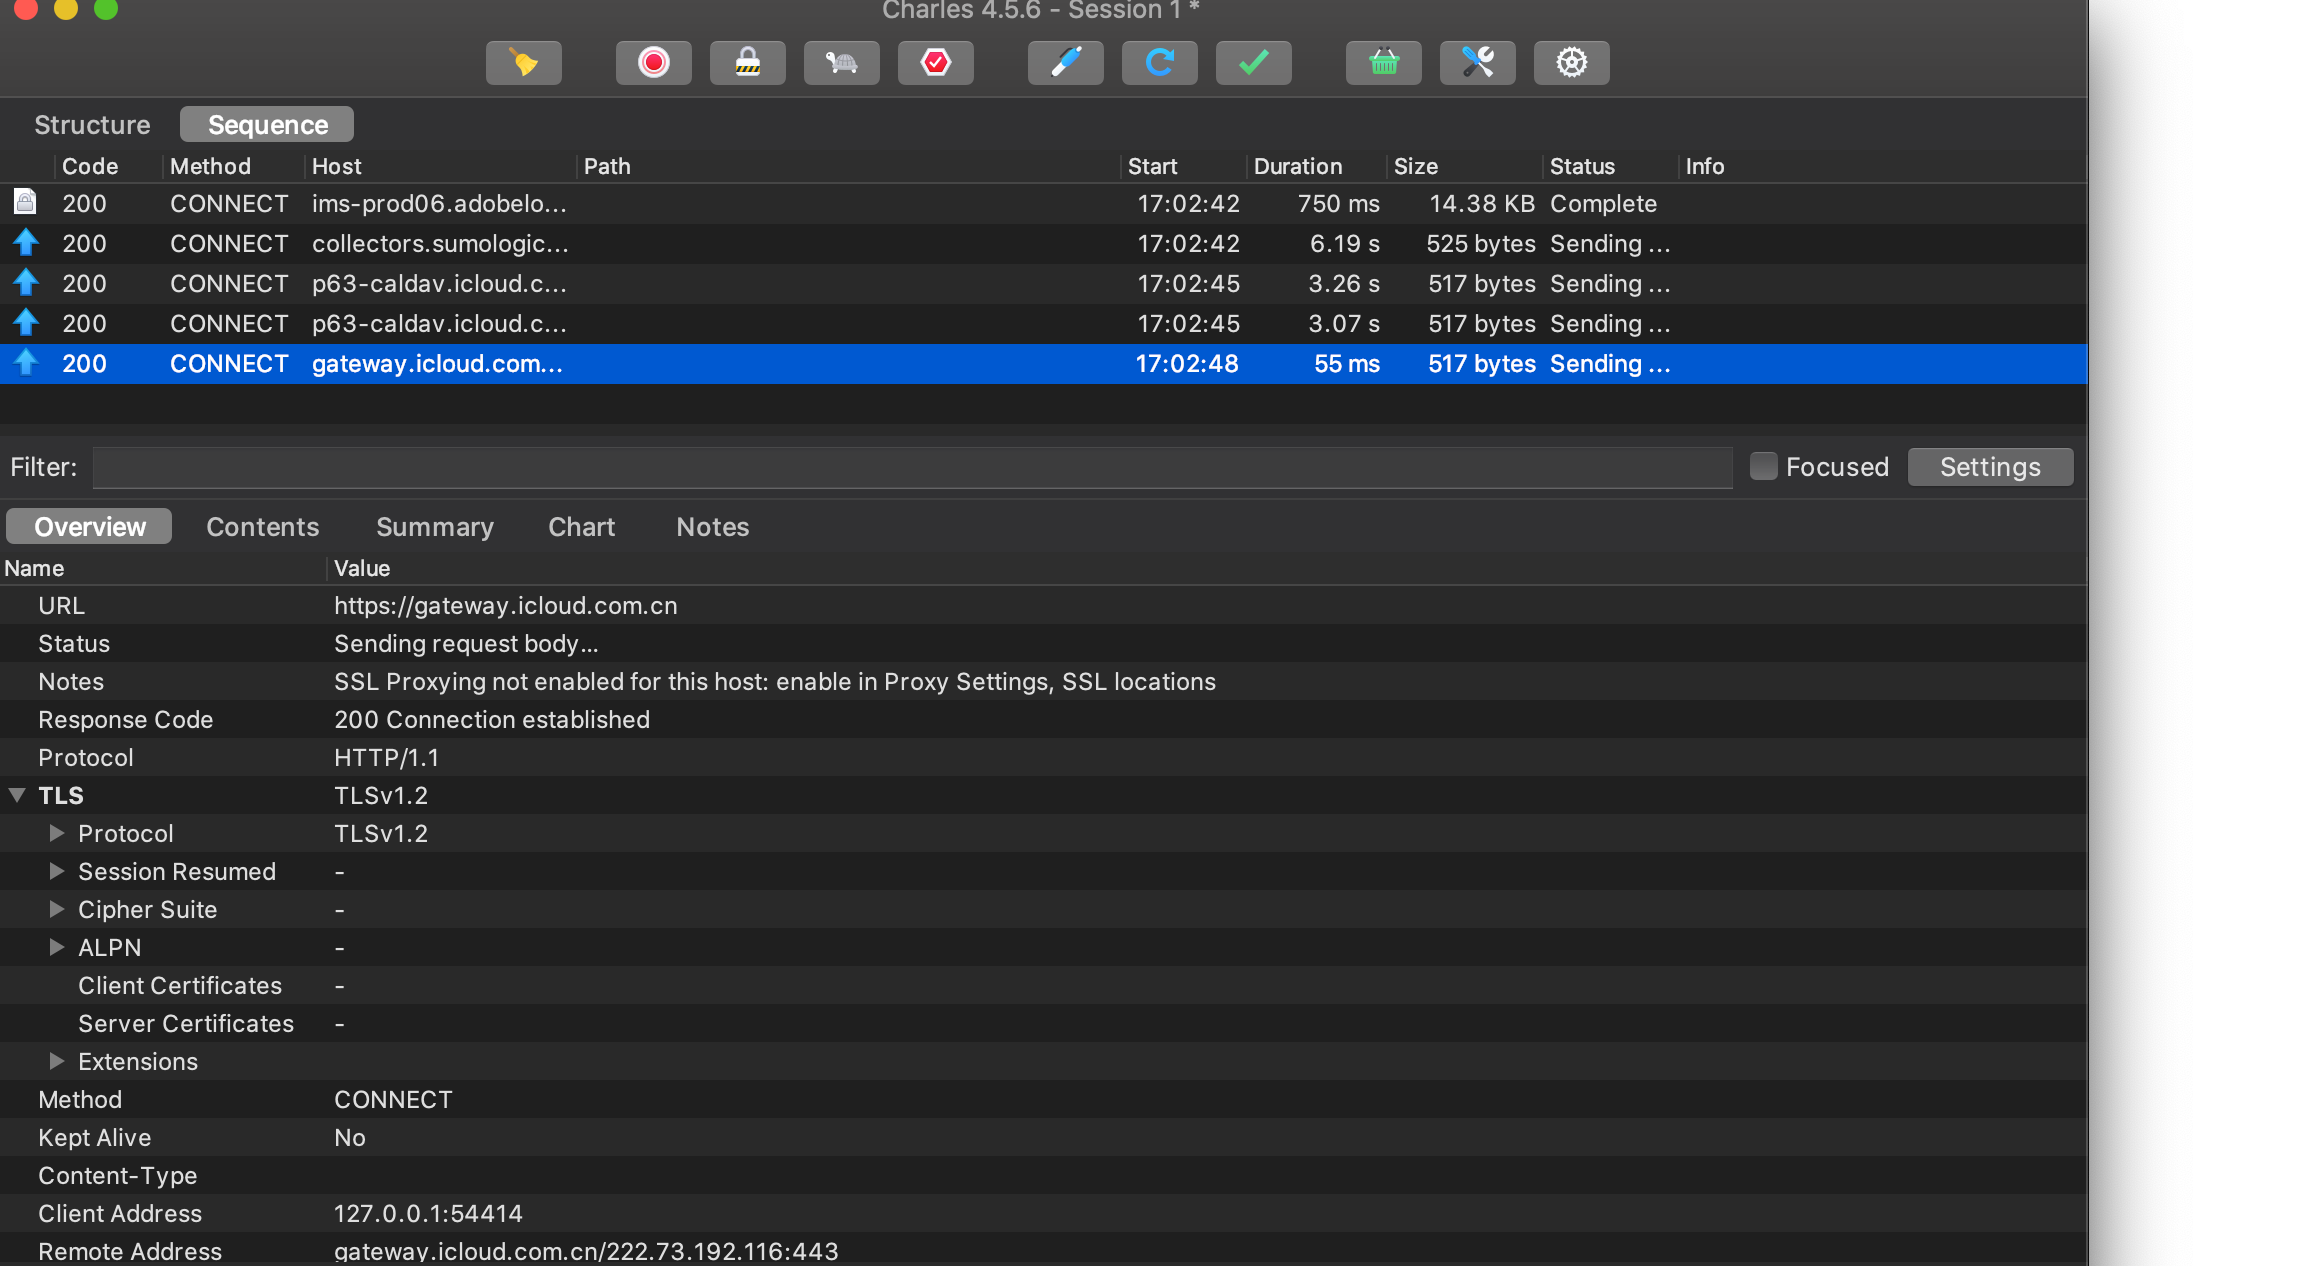 Charles 4.5.6 - Session 1 *
Structure Sequence
Code Method Host Path Start Duration Size Status Info
200 CONNECT ims-prod06.adobelo... 17:02:42 750 ms 14.38 KB Complete
200 CONNECT collectors.sumologic... 17:02:42 6.19 s 525 bytes Sending ...
200 CONNECT p63-caldav.icloud.c... 17:02:45 3.26 s 517 bytes Sending ...
200 CONNECT p63-caldav.icloud.c... 17:02:45 3.07 s 517 bytes Sending ...
200 CONNECT gateway.icloud.com... 17:02:48 55 ms 517 bytes Sending ...
Filter: Focused Settings
Overview Contents Summary Chart Notes
Name Value
URL https://gateway.icloud.com.cn
Status Sending request body...
Notes SSL Proxying not enabled for this host: enable in Proxy Settings, SSL locations
Response Code 200 Connection established
Protocol HTTP/1.1
TLS TLSv1.2
Protocol TLSv1.2
Session Resumed -
Cipher Suite -
ALPN -
Client Certificates -
Server Certificates -
Extensions
Method CONNECT
Kept Alive No
Content-Type
Client Address 127.0.0.1:54414
Remote Address gateway.icloud.com.cn/222.73.192.116:443